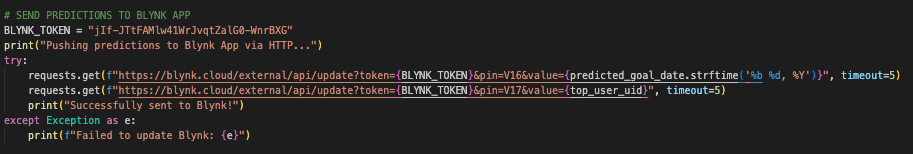 # SEND PREDICTIONS TO BLYNK APP
BLYNK_TOKEN = "jIf-JTtFAMlw41WrJvqtZalG0-WnrBXG"
print("Pushing predictions to Blynk App via HTTP...")
try:
    requests.get(f"https://blynk.cloud/external/api/update?token={BLYNK_TOKEN}&pin=V16&value={predicted_goal_date.strftime('%b %d, %Y')}", timeout=5)
    requests.get(f"https://blynk.cloud/external/api/update?token={BLYNK_TOKEN}&pin=V17&value={top_user_uid}", timeout=5)
    print("Successfully sent to Blynk!")
except Exception as e:
    print(f"Failed to update Blynk: {e}")